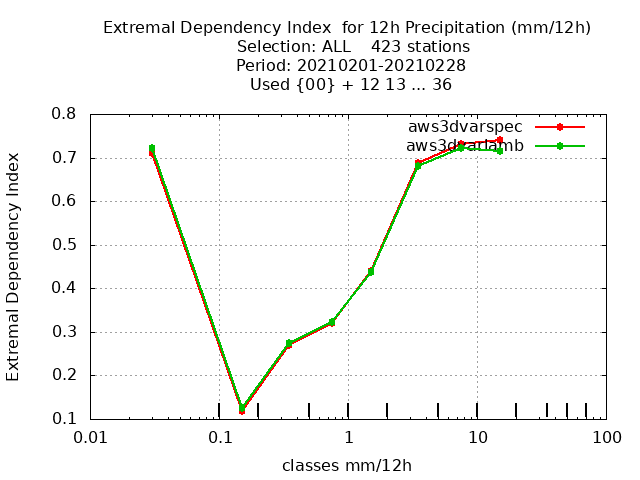 Extremal Dependency Index  for 12h Precipitation (mm/12h)
Selection: ALL    423 stations
Period: 20210201-20210228
Used {00} + 12 13 ... 36
aws3dvarspec
aws3dvarlamb
Extremal Dependency Index
0.8
0.7
0.6
0.5
0.4
0.3
0.2
0.1
0.01 0.1 1 10 100
classes mm/12h